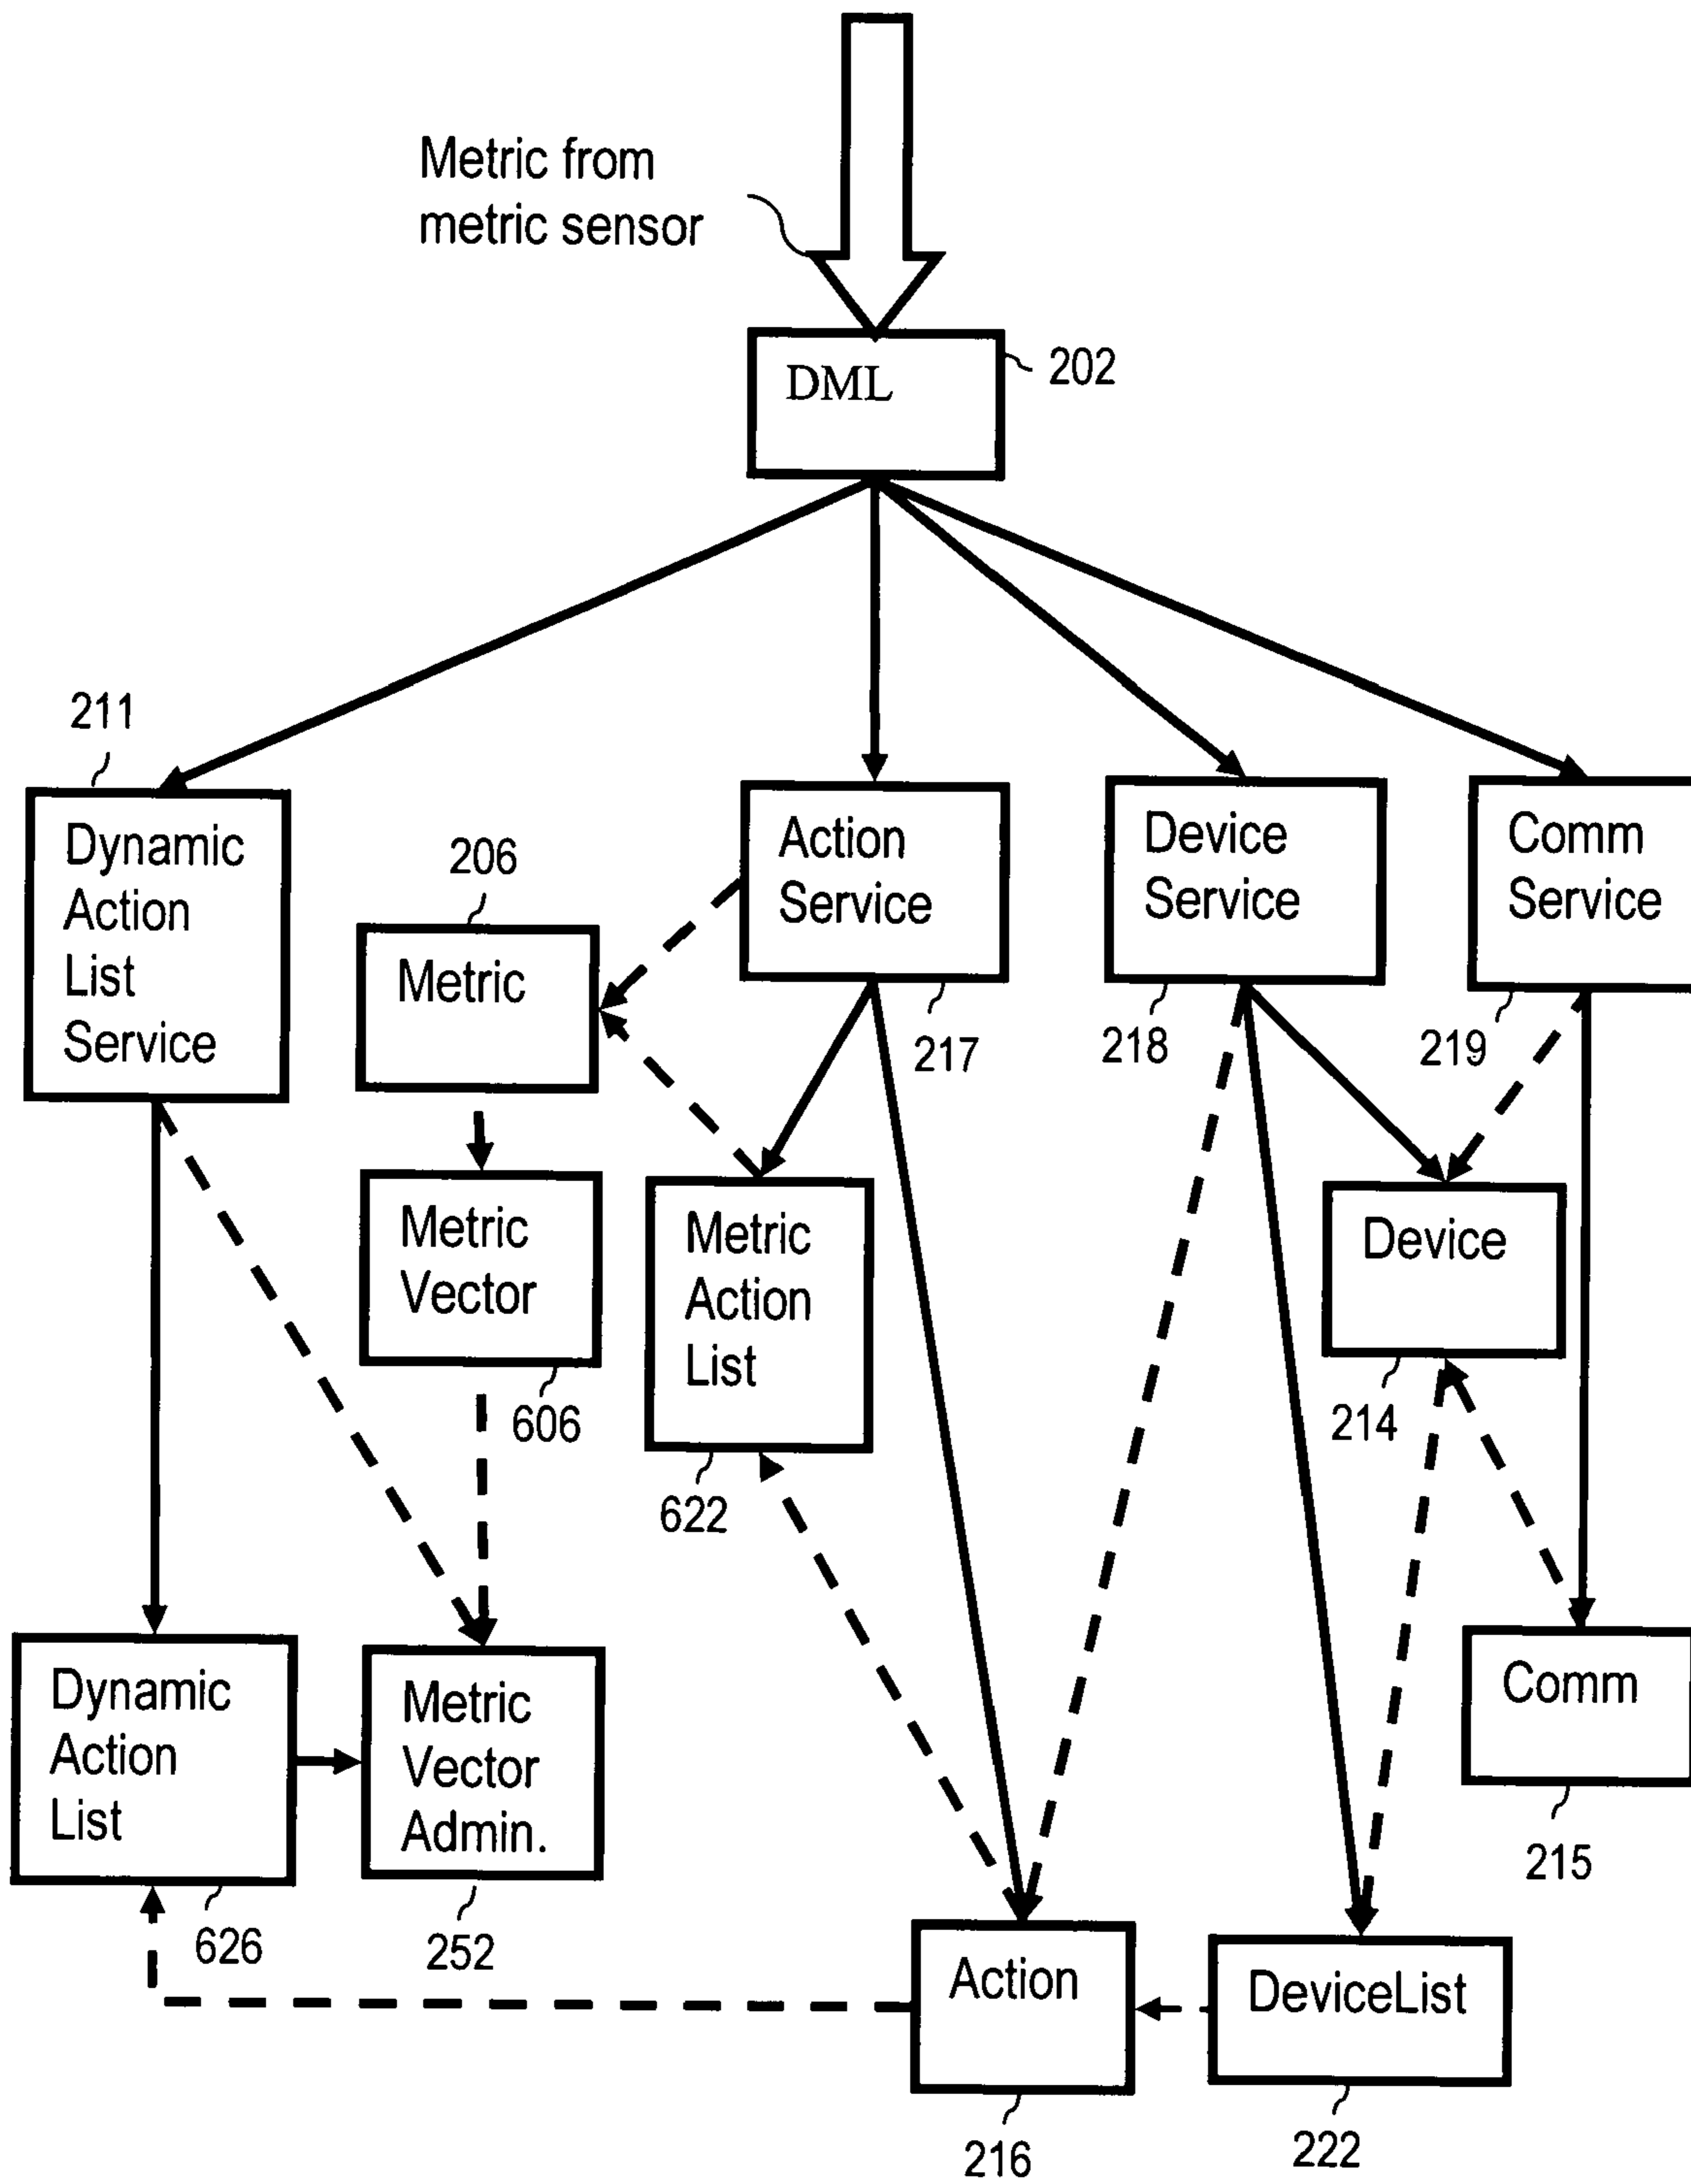 Metric from
metric sensor
DML
202
211
Dynamic
Action
List
Service
206
Metric
Action
Service
217
Device
Service
218
Comm
Service
219
Metric
Vector
606
Metric
Action
List
622
Device
214
Dynamic
Action
List
626
Metric
Vector
Admin.
252
Comm
215
Action
216
DeviceList
222